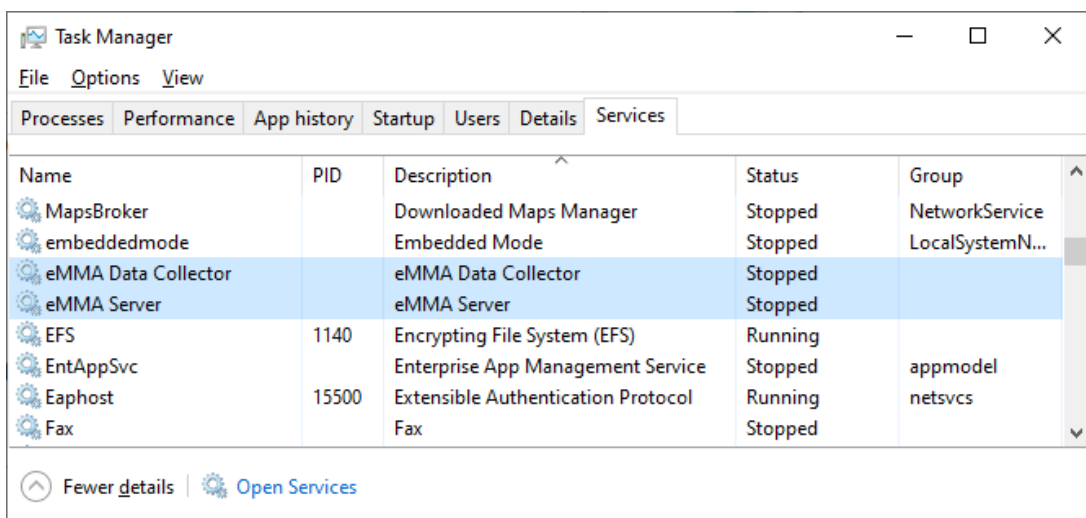 Task Manager
File Options View
Processes Performance App history Startup Users Details Services
Name PID Description Status Group
MapsBroker Downloaded Maps Manager Stopped NetworkService
embeddedmode Embedded Mode Stopped LocalSystemN...
eMMA Data Collector eMMA Data Collector Stopped
eMMA Server eMMA Server Stopped
EFS 1140 Encrypting File System (EFS) Running
EntAppSvc Enterprise App Management Service Stopped appmodel
Eaphost 15500 Extensible Authentication Protocol Running netsvcs
Fax Fax Stopped
Fewer details Open Services